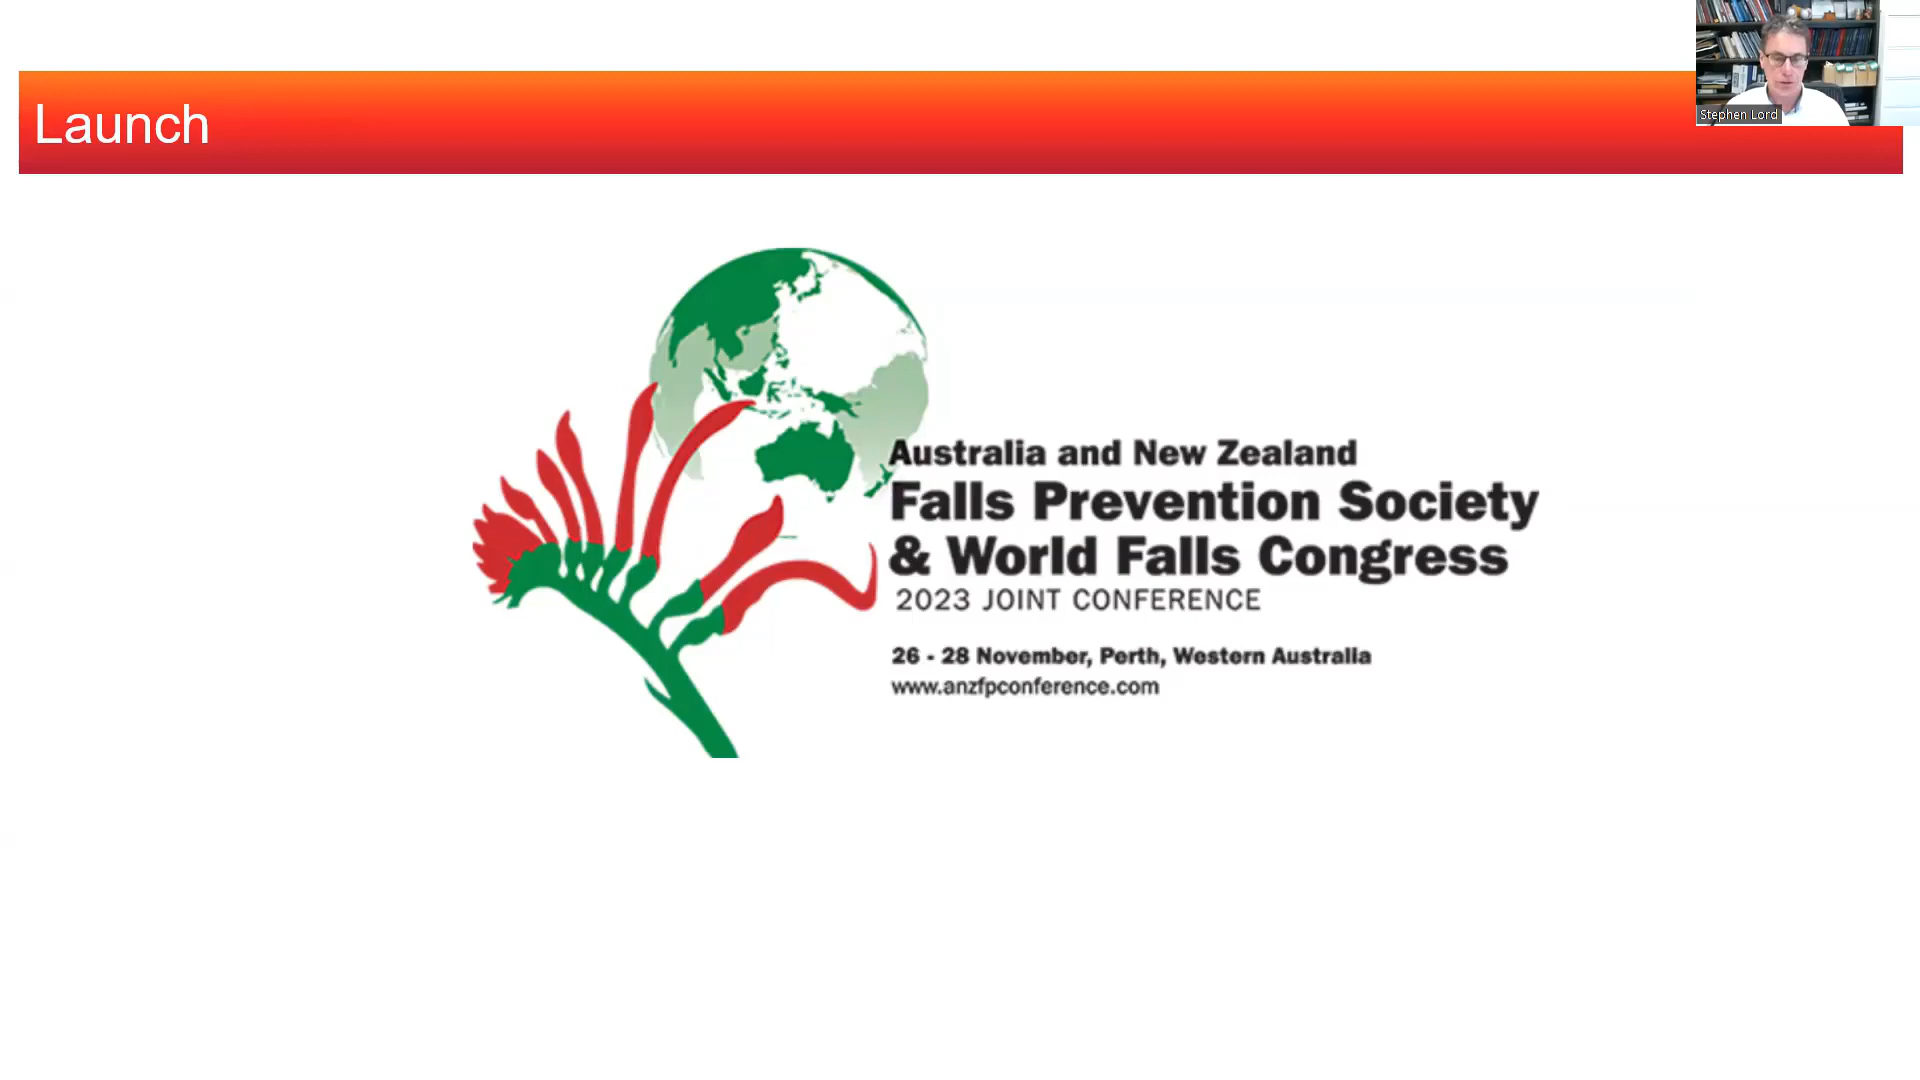 Launch
Stephen Lord
Australia and New Zealand
Falls Prevention Society
& World Falls Congress
2023 JOINT CONFERENCE
26 - 28 November, Perth, Western Australia
www.anzfpconference.com